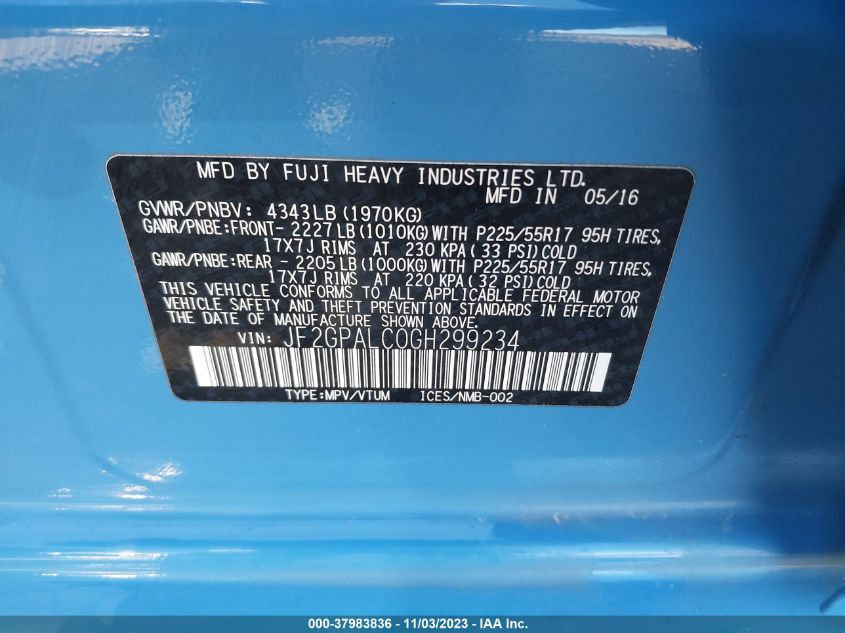 MFD BY FUJI HEAVY INDUSTRIES LTD.
MFD IN 05/16
GVWR/PNBV: 4343LB (1970KG)
GAWR/PNBE:FRONT- 2227LB (1010KG) WITH P225/55R17 95H TIRES,
17X7J RIMS AT 230 KPA (33 PSI) COLD
GAWR/PNBE:REAR - 2205LB (1000KG) WITH P225/55R17 95H TIRES,
17X7J RIMS AT 220 KPA (32 PSI) COLD
THIS VEHICLE CONFORMS TO ALL APPLICABLE FEDERAL MOTOR
VEHICLE SAFETY AND THEFT PREVENTION STANDARDS IN EFFECT ON
THE DATE OF MANUFACTURE SHOWN ABOVE.
VIN: JF2GPALC0GH299234
TYPE:MPV/VTUM ICES/NMB-002
000-37983836 - 11/03/2023 - IAA Inc.